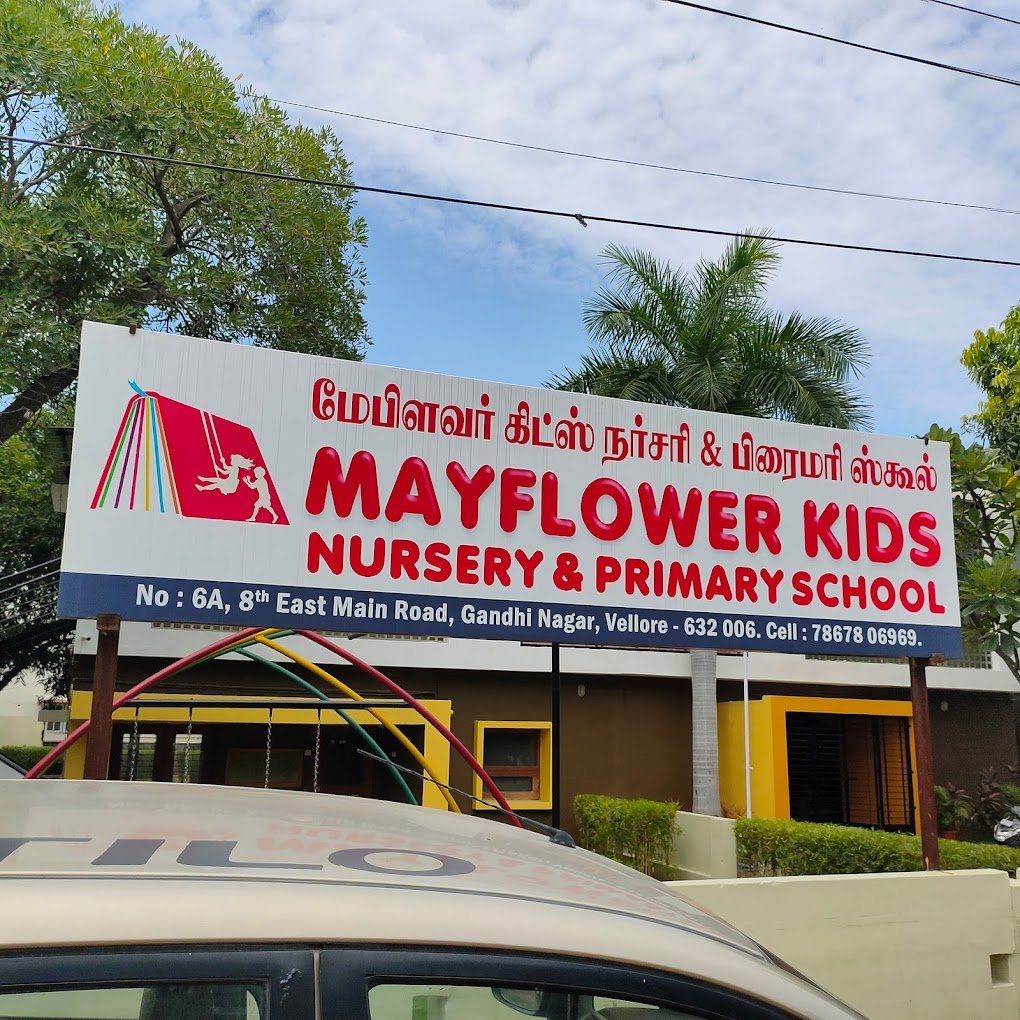 மேபிளவர் கிட்ஸ் நர்சரி & பிரைமரி ஸ்கூல்
MAYFLOWER KIDS
NURSERY & PRIMARY SCHOOL
No : 6A, 8th East Main Road, Gandhi Nagar, Vellore - 632 006. Cell : 78678 06969.